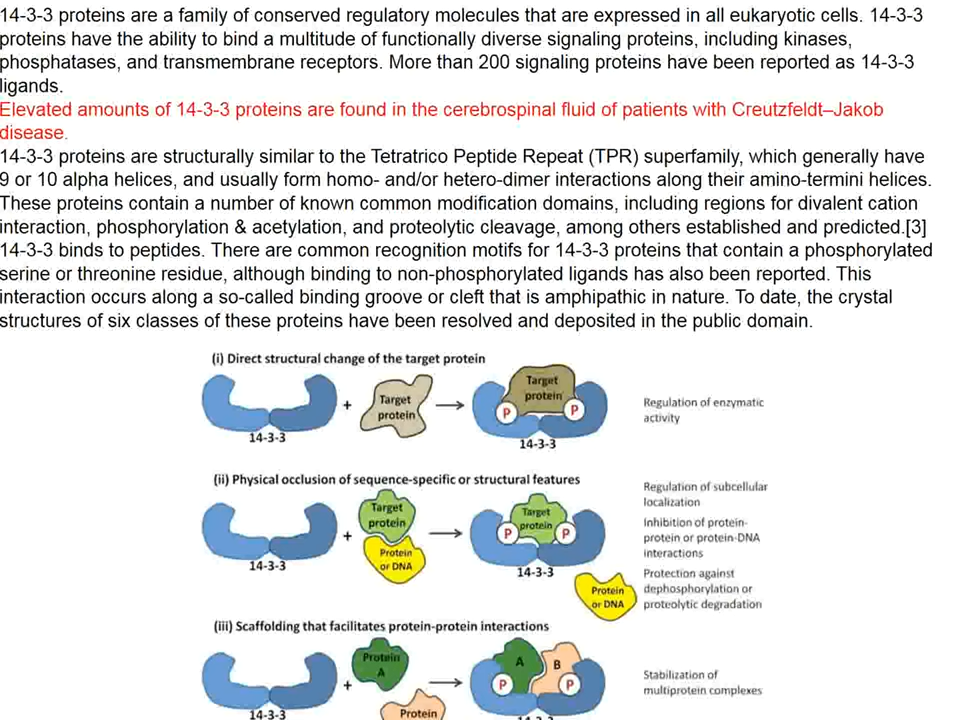 14-3-3 proteins are a family of conserved regulatory molecules that are expressed in all eukaryotic cells. 14-3-3
proteins have the ability to bind a multitude of functionally diverse signaling proteins, including kinases,
phosphatases, and transmembrane receptors. More than 200 signaling proteins have been reported as 14-3-3
ligands.
Elevated amounts of 14-3-3 proteins are found in the cerebrospinal fluid of patients with Creutzfeldt–Jakob
disease.
14-3-3 proteins are structurally similar to the Tetratrico Peptide Repeat (TPR) superfamily, which generally have
9 or 10 alpha helices, and usually form homo- and/or hetero-dimer interactions along their amino-termini helices.
These proteins contain a number of known common modification domains, including regions for divalent cation
interaction, phosphorylation & acetylation, and proteolytic cleavage, among others established and predicted.[3]
14-3-3 binds to peptides. There are common recognition motifs for 14-3-3 proteins that contain a phosphorylated
serine or threonine residue, although binding to non-phosphorylated ligands has also been reported. This
interaction occurs along a so-called binding groove or cleft that is amphipathic in nature. To date, the crystal
structures of six classes of these proteins have been resolved and deposited in the public domain.
(i) Direct structural change of the target protein
14-3-3
+
Target
protein
Target
protein
P
P
14-3-3
Regulation of enzymatic
activity
(ii) Physical occlusion of sequence-specific or structural features
14-3-3
+
Target
protein
Protein
or DNA
Target
protein
P
P
14-3-3
Protein
or DNA
Regulation of subcellular
localization
Inhibition of protein-
protein or protein-DNA
interactions
Protection against
dephosphorylation or
proteolytic degradation
(iii) Scaffolding that facilitates protein-protein interactions
14-3-3
+
Protein
A
Protein
A
B
P
P
14-3-3
Stabilization of
multiprotein complexes